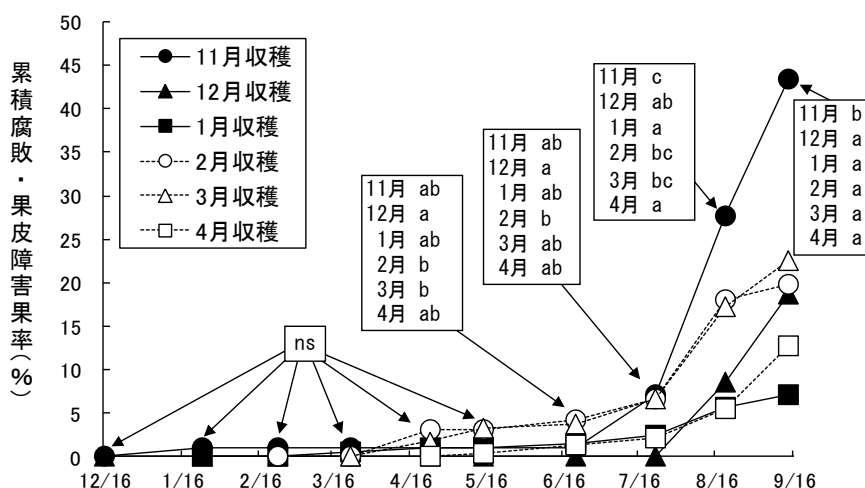 累積腐敗・果皮障害果率(%)
50
45
40
35
30
25
20
15
10
5
0
11月収穫
12月収穫
1月収穫
2月収穫
3月収穫
4月収穫
ns
11月 ab
12月 a
1月 ab
2月 b
3月 b
4月 ab
11月 ab
12月 a
1月 ab
2月 b
3月 ab
4月 ab
11月 c
12月 ab
1月 a
2月 bc
3月 bc
4月 a
11月 b
12月 a
1月 a
2月 a
3月 a
4月 a
12/16 1/16 2/16 3/16 4/16 5/16 6/16 7/16 8/16 9/16